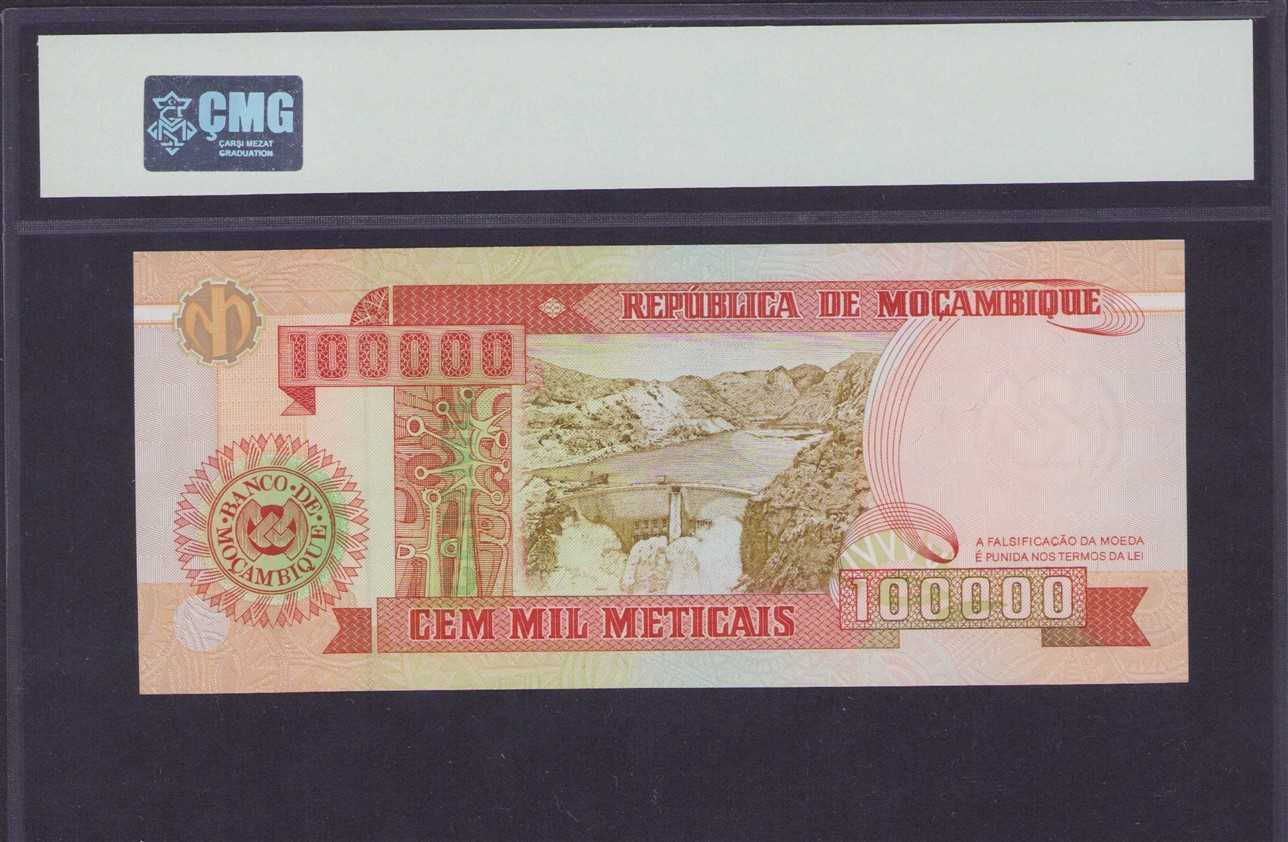 ÇMG
ÇARŞI MEZAT
GRADUATION
REPÚBLICA DE MOÇAMBIQUE
100000
• BANCO • DE •
MOÇAMBIQUE
A FALSIFICAÇÃO DA MOEDA
É PUNIDA NOS TERMOS DA LEI
100000
CEM MIL METICAIS